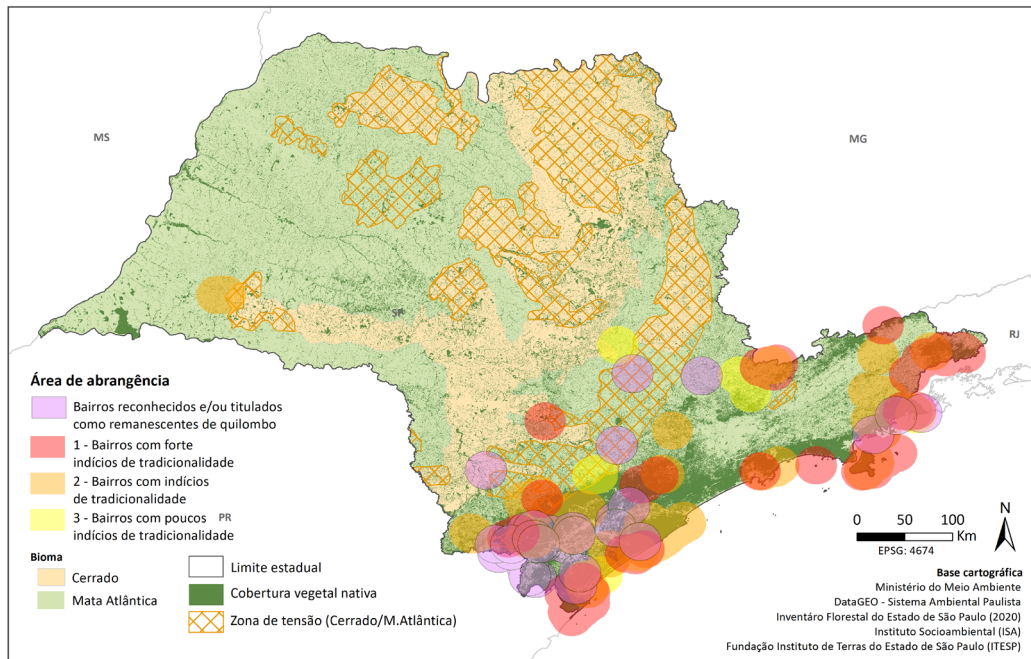 MS
MG
SP
RJ
Área de abrangência
Bairros reconhecidos e/ou titulados
como remanescentes de quilombo
1 - Bairros com forte
indícios de tradicionalidade
2 - Bairros com indícios
de tradicionalidade
3 - Bairros com poucos
indícios de tradicionalidade
PR
Bioma
Cerrado
Mata Atlântica
Limite estadual
Cobertura vegetal nativa
Zona de tensão (Cerrado/M.Atlântica)
0 50 100
Km
EPSG: 4674
N
Base cartográfica
Ministério do Meio Ambiente
DataGEO - Sistema Ambiental Paulista
Inventáro Florestal do Estado de São Paulo (2020)
Instituto Socioambiental (ISA)
Fundação Instituto de Terras do Estado de São Paulo (ITESP)